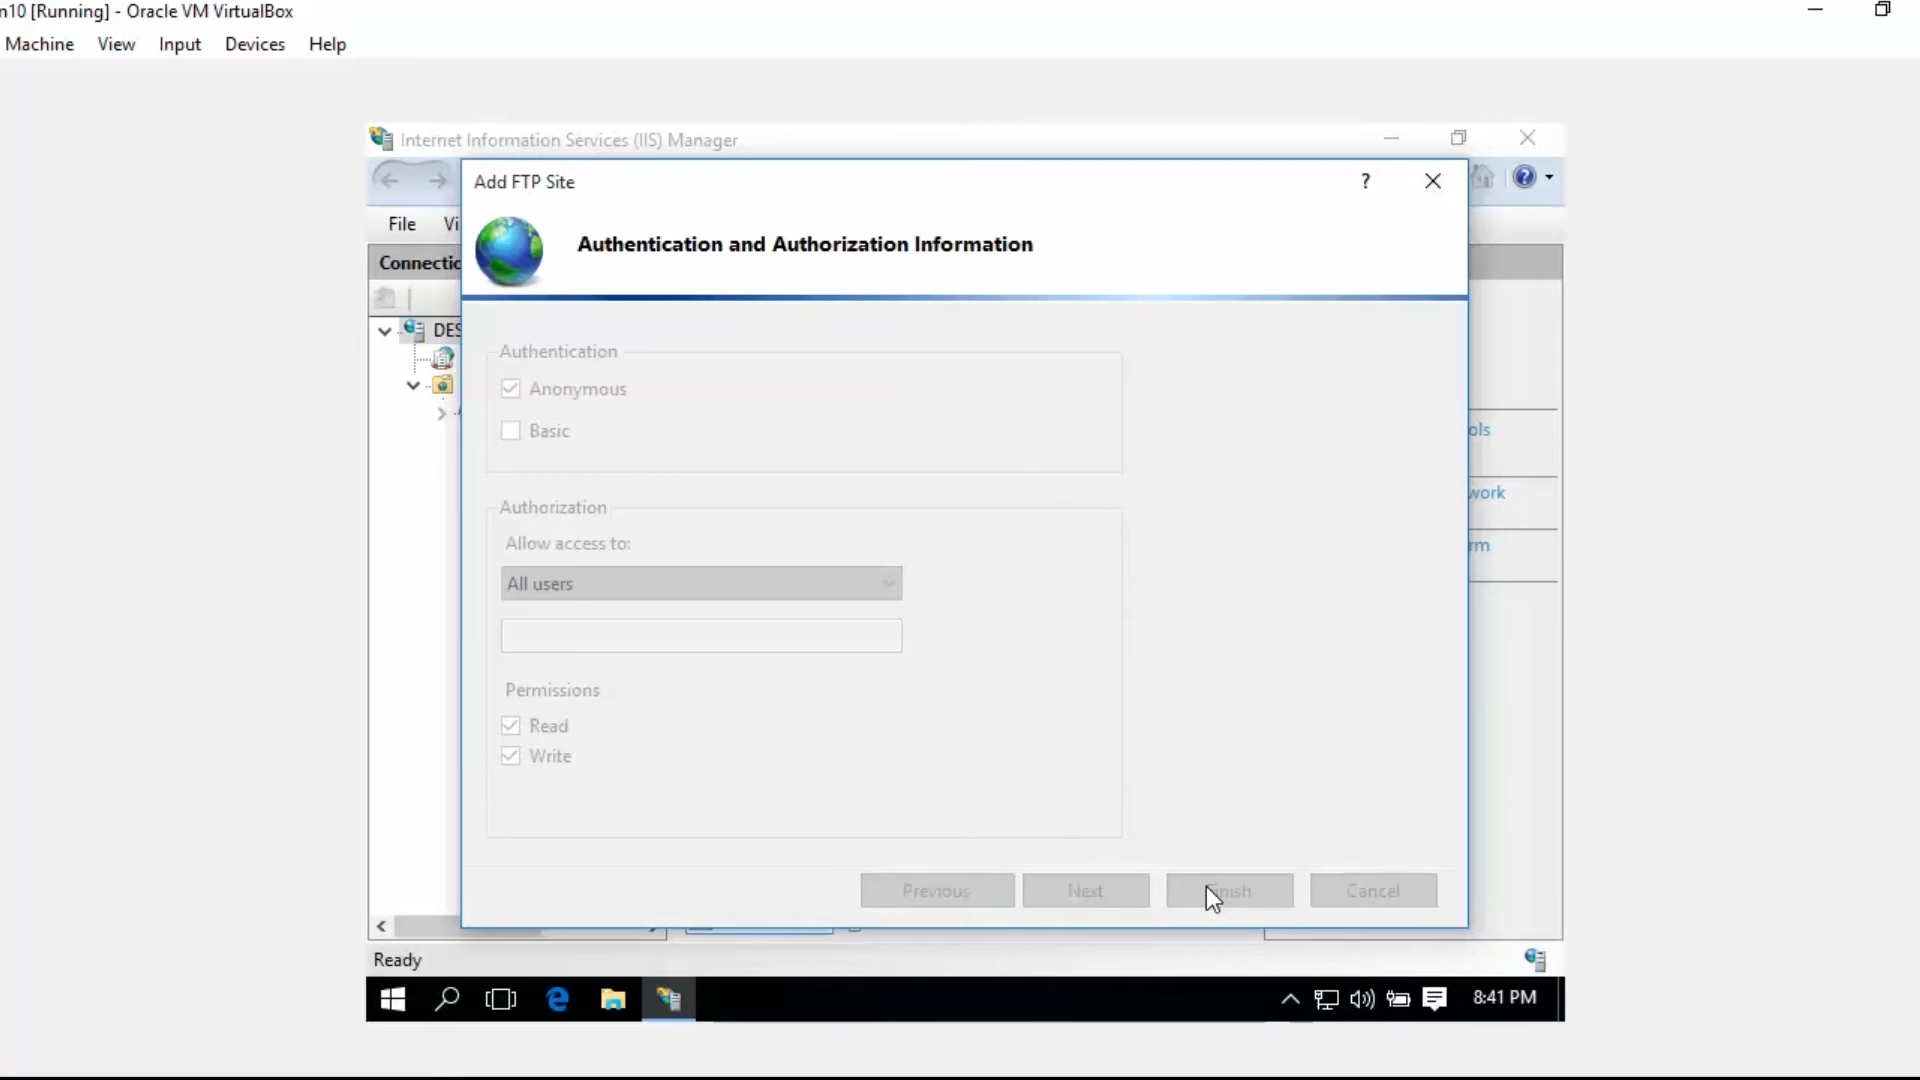 n10 [Running] - Oracle VM VirtualBox
Machine View Input Devices Help
Internet Information Services (IIS) Manager
Add FTP Site
?
File Vi
Authentication and Authorization Information
Connectio
DES
Authentication
Anonymous
Basic
ols
work
rm
Authorization
Allow access to:
All users
Permissions
Read
Write
Previous Next Finish Cancel
Ready
8:41 PM